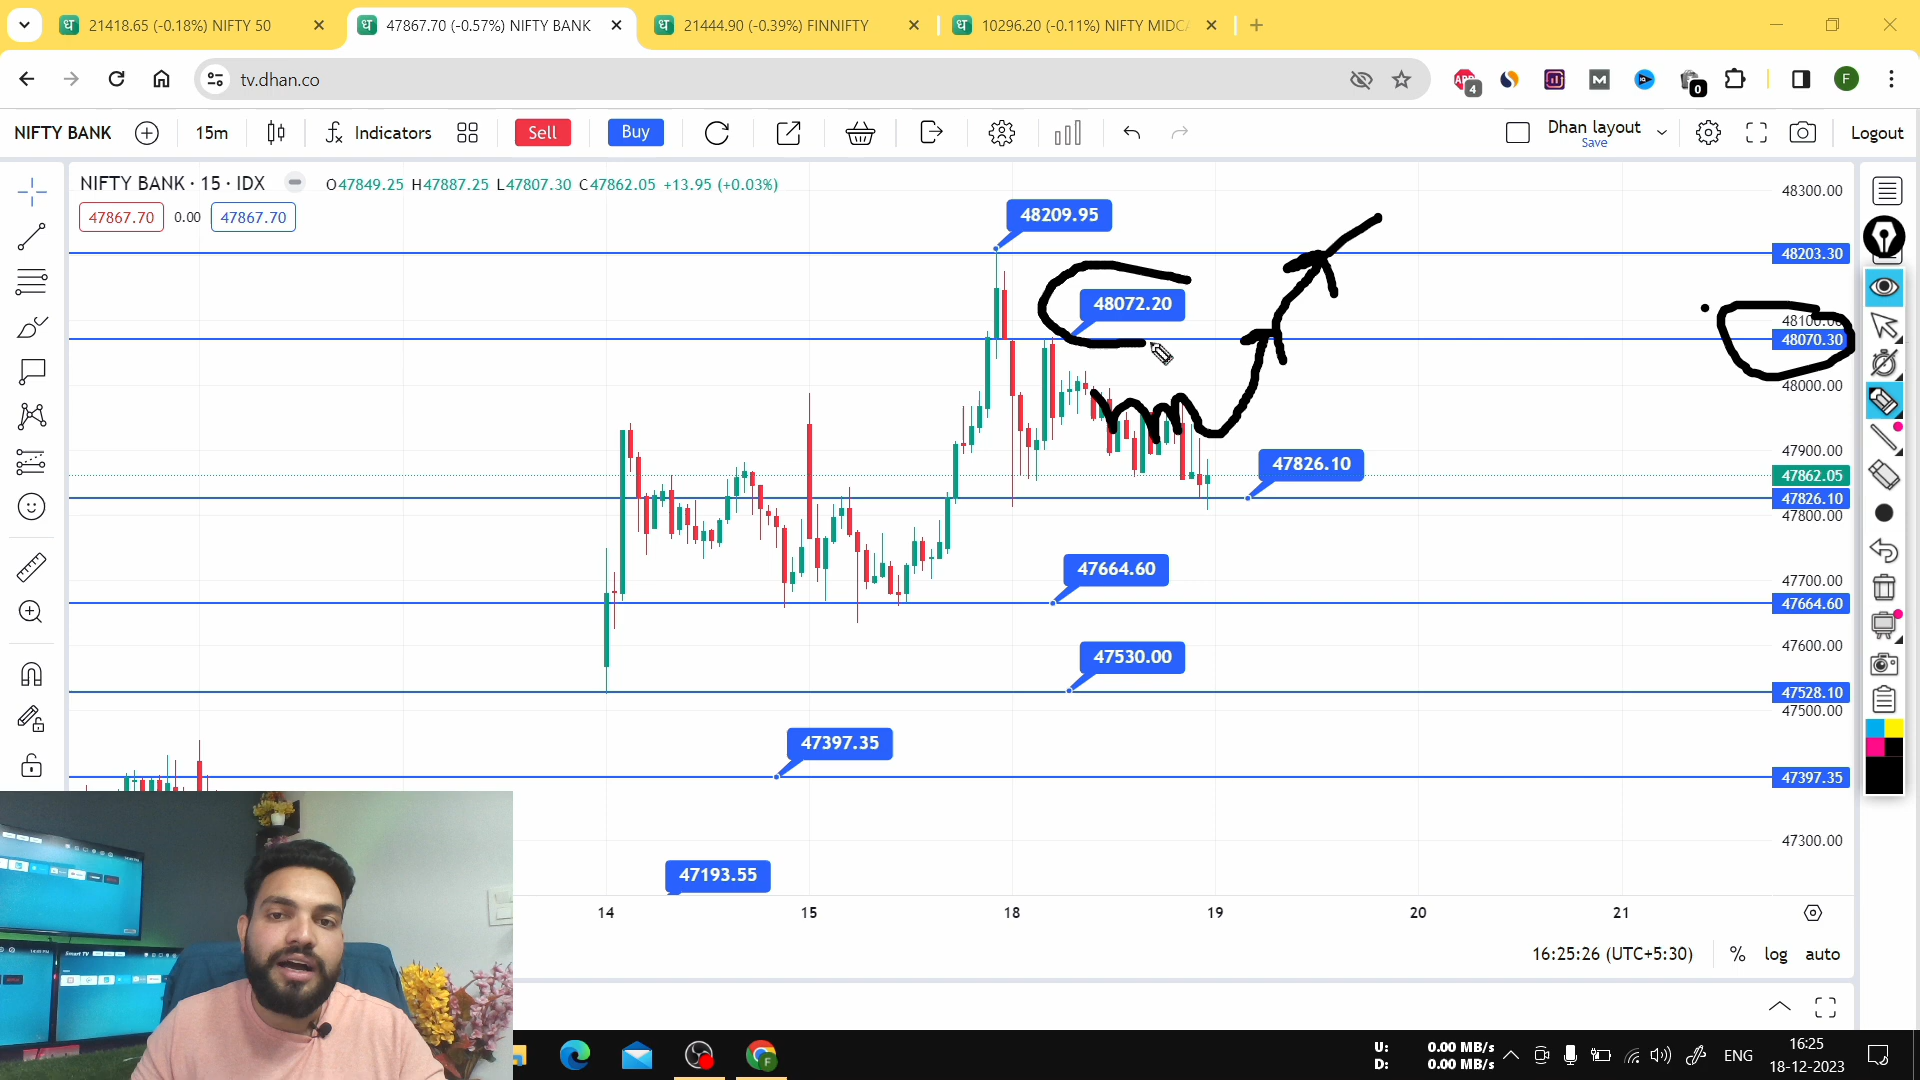 21418.65 (-0.18%) NIFTY 50
47867.70 (-0.57%) NIFTY BANK
21444.90 (-0.39%) FINNIFTY
10296.20 (-0.11%) NIFTY MIDC
tv.dhan.co
4
0
F
NIFTY BANK
15m
Indicators
Sell
Buy
Dhan layout
Save
Logout
NIFTY BANK · 15 · IDX
O47849.25 H47887.25 L47807.30 C47862.05 +13.95 (+0.03%)
47867.70
0.00
47867.70
48300.00
48209.95
48203.30
48072.20
48100.00
48070.30
48000.00
47900.00
47826.10
47862.05
47826.10
47800.00
47664.60
47700.00
47664.60
47600.00
47530.00
47528.10
47500.00
47397.35
47397.35
47300.00
47193.55
14
15
18
19
20
21
16:25:26 (UTC+5:30)
%
log
auto
Smart TV
U: 0.00 MB/s
D: 0.00 MB/s
ENG
16:25
18-12-2023